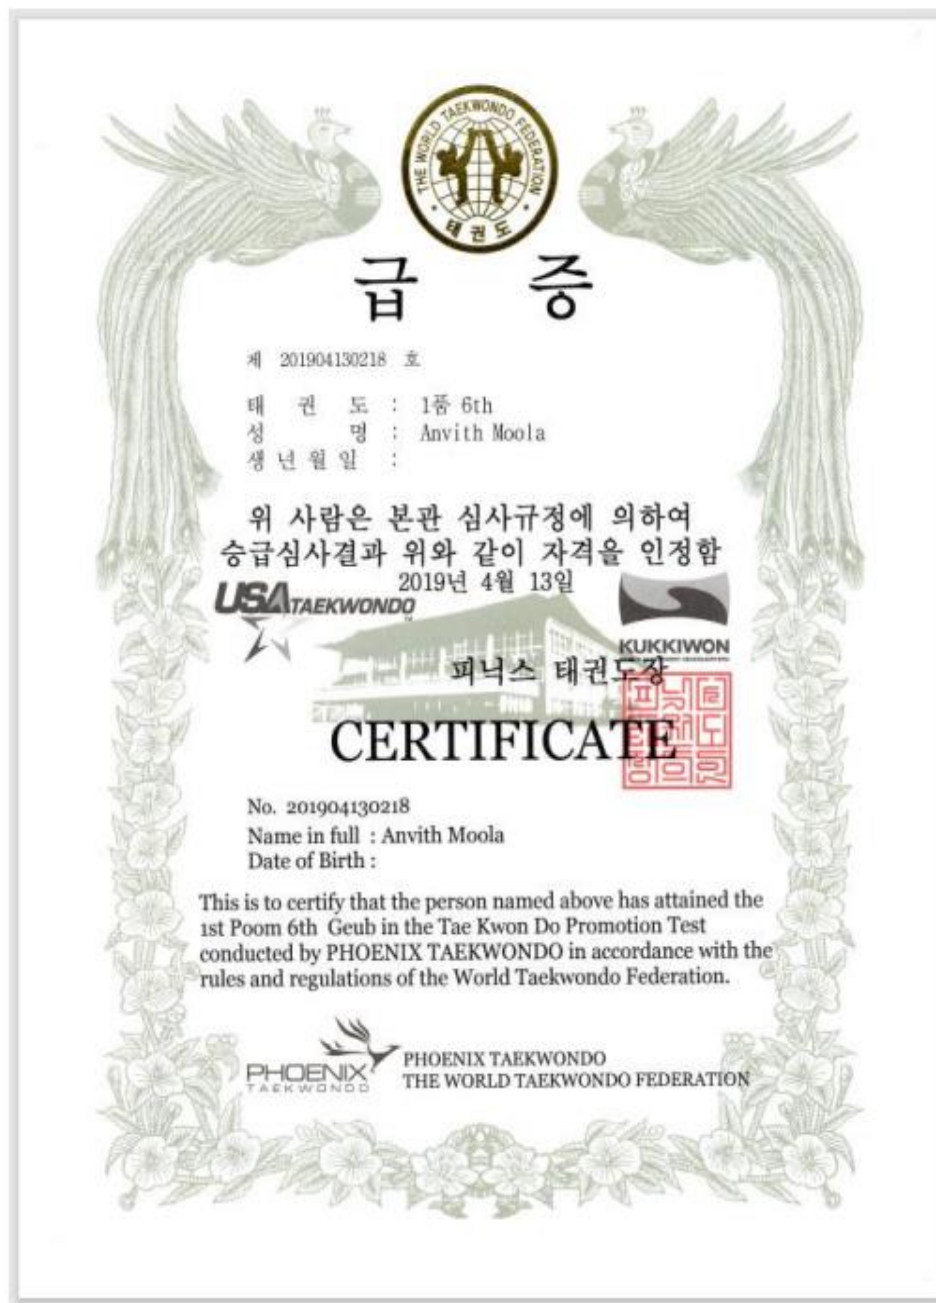 THE WORLD TAEKWONDO FEDERATION
태권도
급 증
제 201904130218 호
태 권 도 : 1품 6th
성 명 : Anvith Moola
생 년 월 일 :
위 사람은 본관 심사규정에 의하여
승급심사결과 위와 같이 자격을 인정함
2019년 4월 13일
USA TAEKWONDO
KUKKIWON
피닉스 태권도장
CERTIFICATE
No. 201904130218
Name in full : Anvith Moola
Date of Birth :
This is to certify that the person named above has attained the
1st Poom 6th Geub in the Tae Kwon Do Promotion Test
conducted by PHOENIX TAEKWONDO in accordance with the
rules and regulations of the World Taekwondo Federation.
PHOENIX
TAEKWONDO
PHOENIX TAEKWONDO
THE WORLD TAEKWONDO FEDERATION